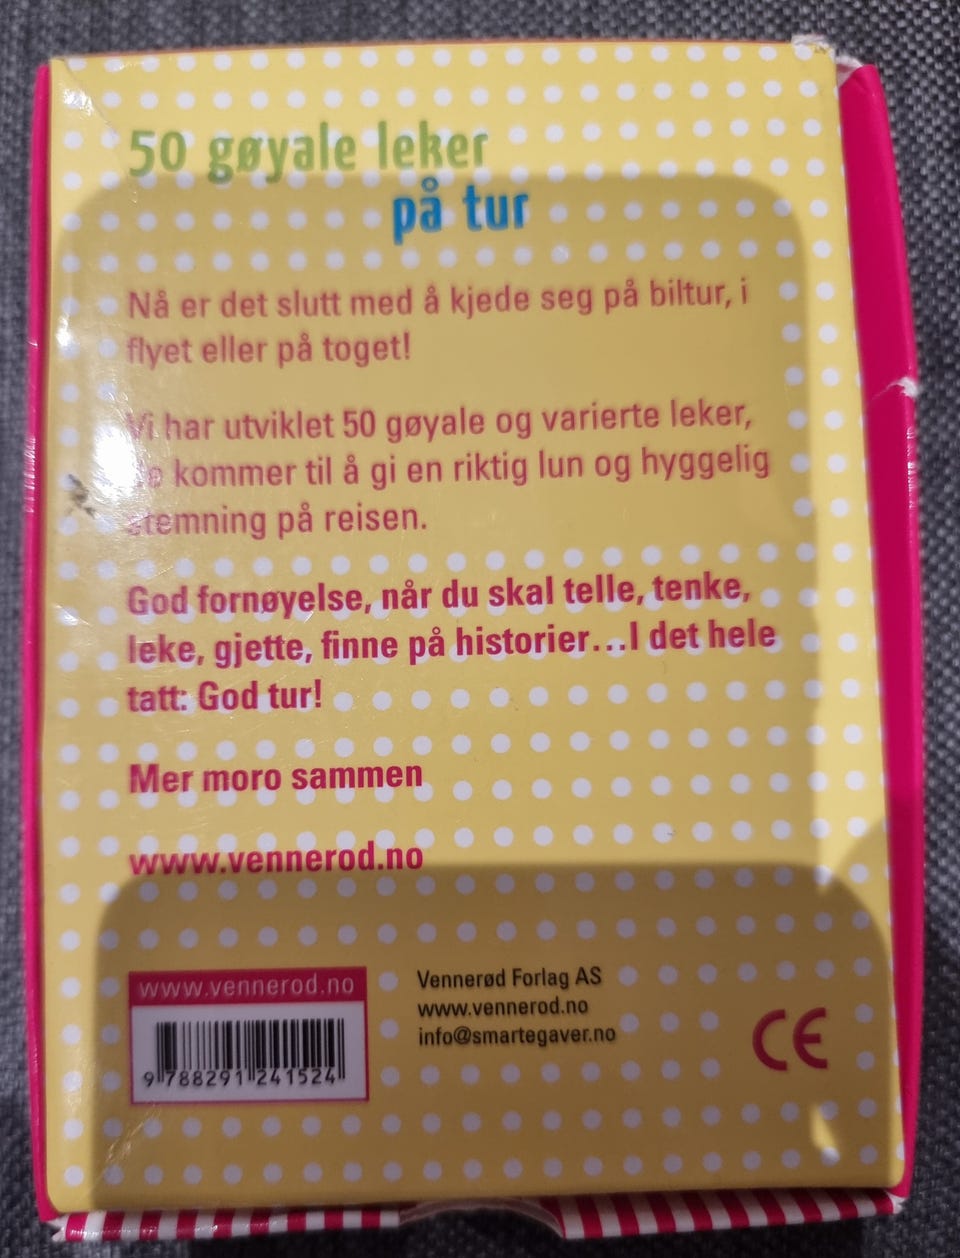 50 gøyale leker
på tur
Nå er det slutt med å kjede seg på biltur, i
flyet eller på toget!
Vi har utviklet 50 gøyale og varierte leker,
de kommer til å gi en riktig lun og hyggelig
stemning på reisen.
God fornøyelse, når du skal telle, tenke,
leke, gjette, finne på historier...I det hele
tatt: God tur!
Mer moro sammen
www.vennerod.no
www.vennerod.no
9 788291 241524
Vennerød Forlag AS
www.vennerod.no
info@smartegaver.no
CE